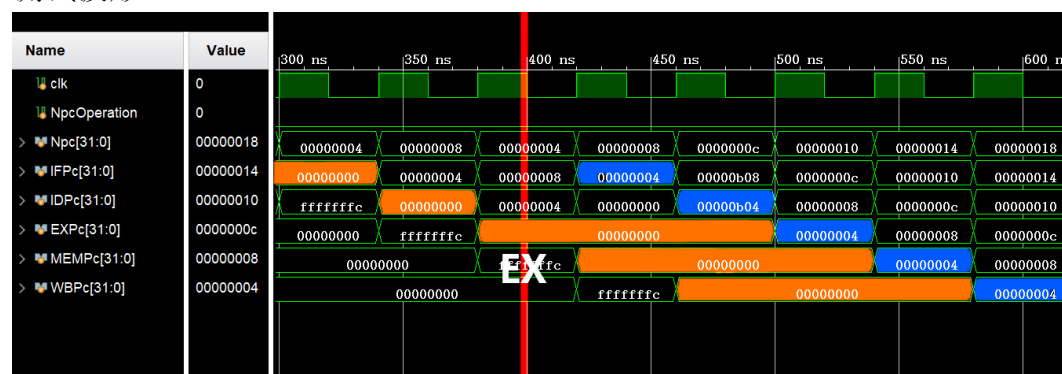 Name Value
300 ns 350 ns 400 ns 450 ns 500 ns 550 ns 600 n
clk 0
NpcOperation 0
Npc[31:0] 00000018 00000004 00000008 00000004 00000008 0000000c 00000010 00000014 00000018
IFPc[31:0] 00000014 00000000 00000004 00000008 00000004 00000b08 0000000c 00000010 00000014
IDPc[31:0] 00000010 fffffffc 00000000 00000004 00000000 00000b04 00000008 0000000c 00000010
EXPc[31:0] 0000000c 00000000 fffffffc 00000000 00000004 00000008 0000000c
MEMPc[31:0] 00000008 00000000 00000000 00000004 00000008
EX
WBPc[31:0] 00000004 00000000 fffffffc 00000000 00000004